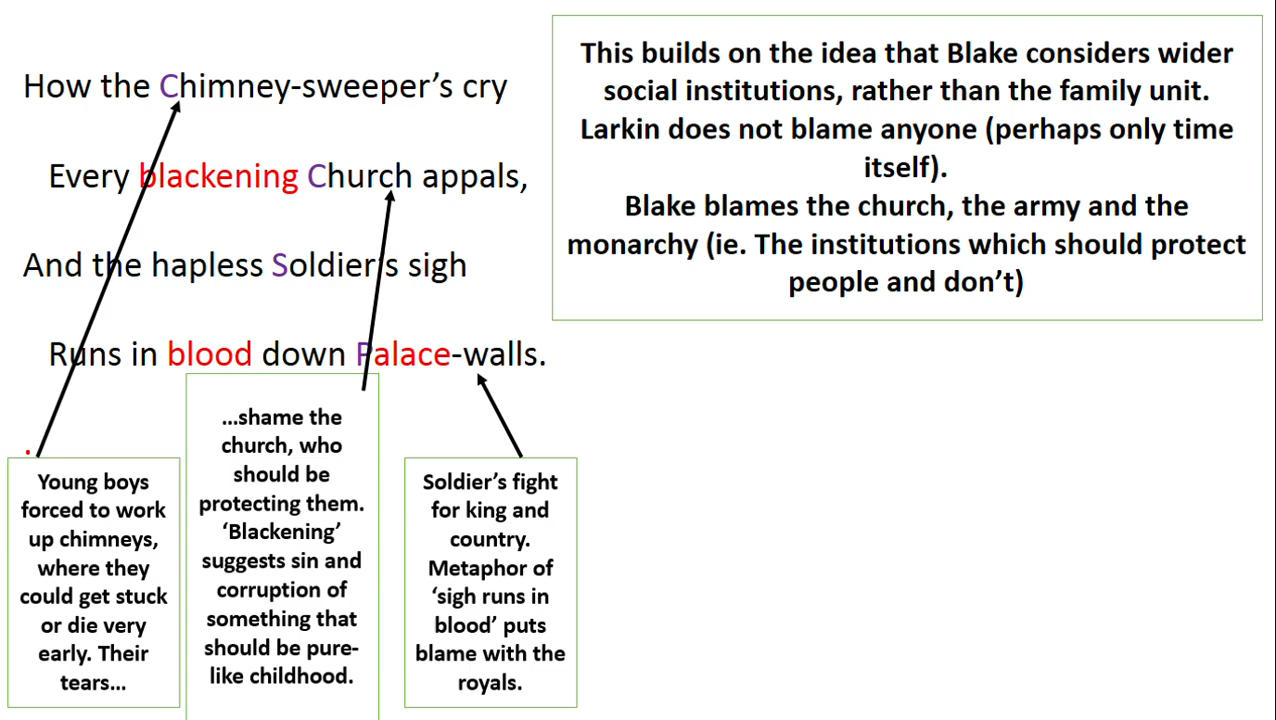 How the Chimney-sweeper’s cry
Every blackening Church appals,
And the hapless Soldier’s sigh
Runs in blood down Palace-walls.
.
This builds on the idea that Blake considers wider
social institutions, rather than the family unit.
Larkin does not blame anyone (perhaps only time
itself).
Blake blames the church, the army and the
monarchy (ie. The institutions which should protect
people and don’t)
Young boys
forced to work
up chimneys,
where they
could get stuck
or die very
early. Their
tears...
...shame the
church, who
should be
protecting them.
‘Blackening’
suggests sin and
corruption of
something that
should be pure-
like childhood.
Soldier’s fight
for king and
country.
Metaphor of
‘sigh runs in
blood’ puts
blame with the
royals.